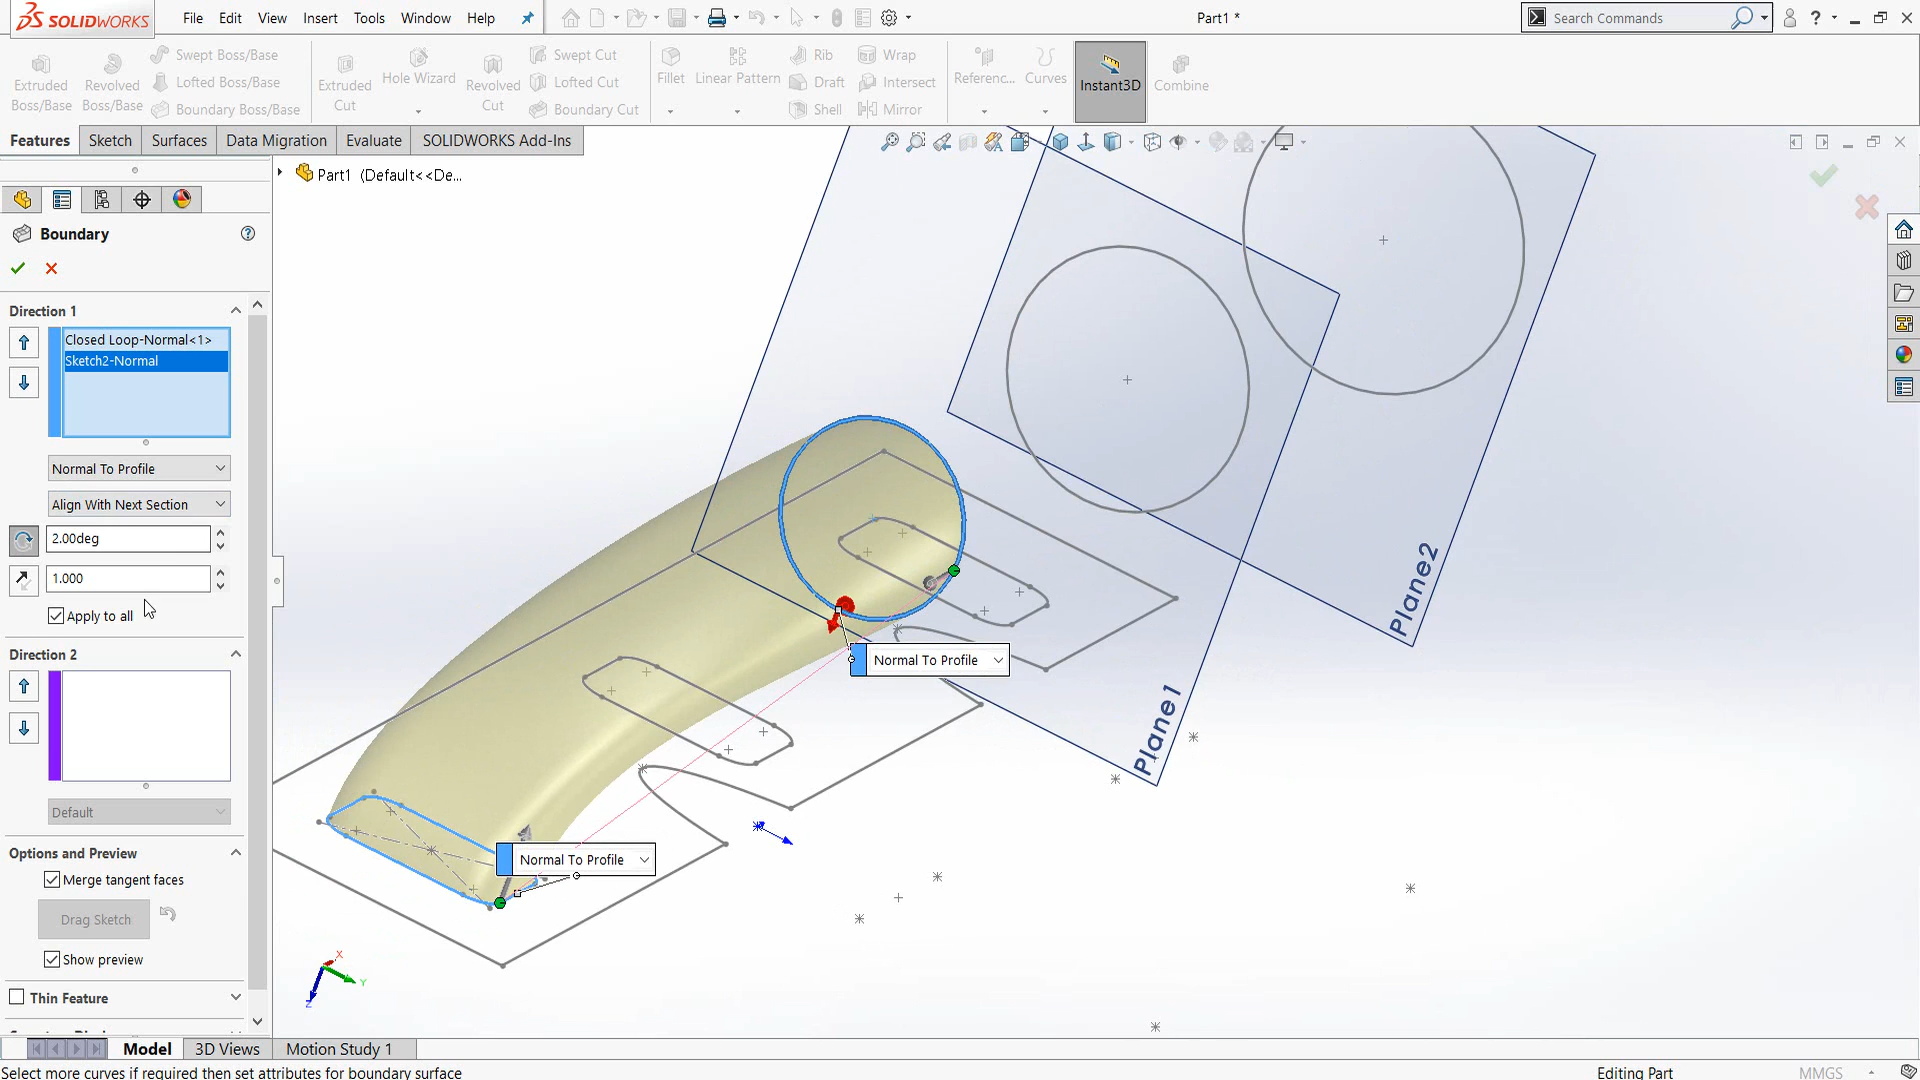 SOLIDWORKS
File Edit View Insert Tools Window Help
Part1 *
Search Commands
?
Extruded Boss/Base
Revolved Boss/Base
Swept Boss/Base
Lofted Boss/Base
Boundary Boss/Base
Extruded Cut
Hole Wizard
Revolved Cut
Swept Cut
Lofted Cut
Boundary Cut
Fillet
Linear Pattern
Rib
Draft
Shell
Wrap
Intersect
Mirror
Referenc...
Curves
Instant3D
Combine
Features Sketch Surfaces Data Migration Evaluate SOLIDWORKS Add-Ins
Part1 (Default<<De...
Boundary
?
Direction 1
Closed Loop-Normal<1>
Sketch2-Normal
Normal To Profile
Align With Next Section
2.00deg
1.000
Apply to all
Direction 2
Default
Options and Preview
Merge tangent faces
Drag Sketch
Show preview
Thin Feature
Normal To Profile
Normal To Profile
Plane1
Plane2
X
Y
Z
Model 3D Views Motion Study 1
Select more curves if required then set attributes for boundary surface
Editing Part
MMGS